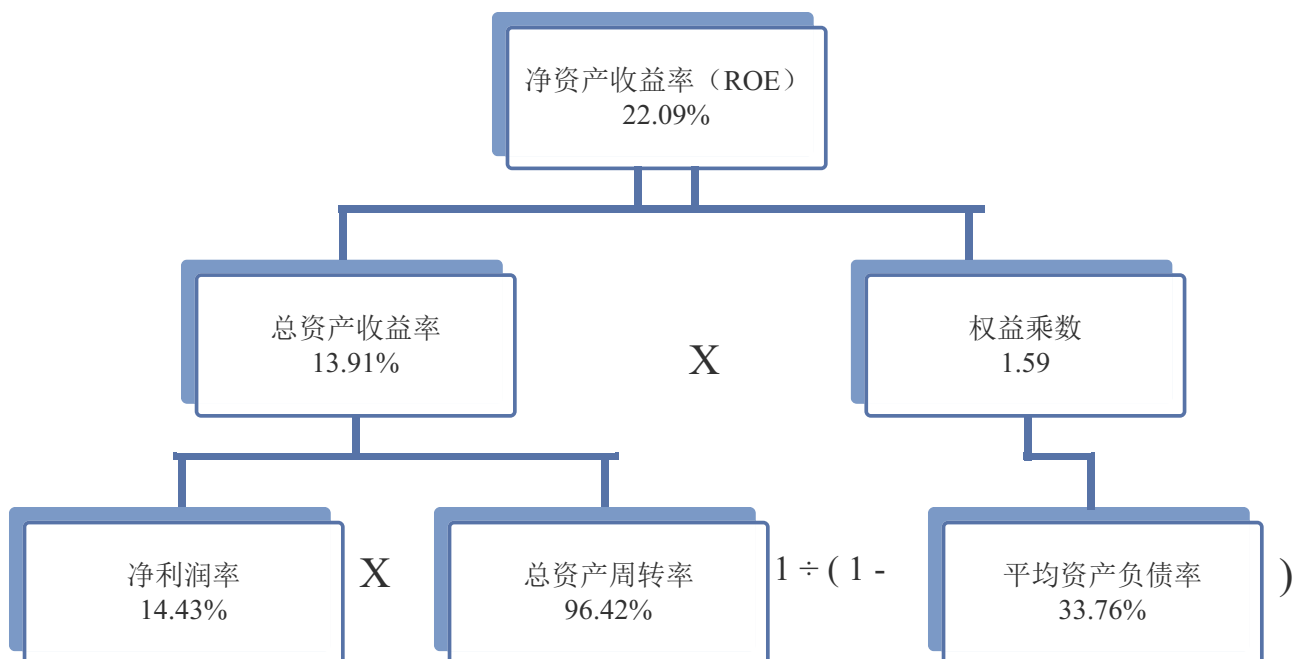 净资产收益率（ROE）
22.09%
总资产收益率
13.91%
X
权益乘数
1.59
净利润率
14.43%
X
总资产周转率
96.42%
1 ÷ ( 1 -
平均资产负债率
33.76%
)